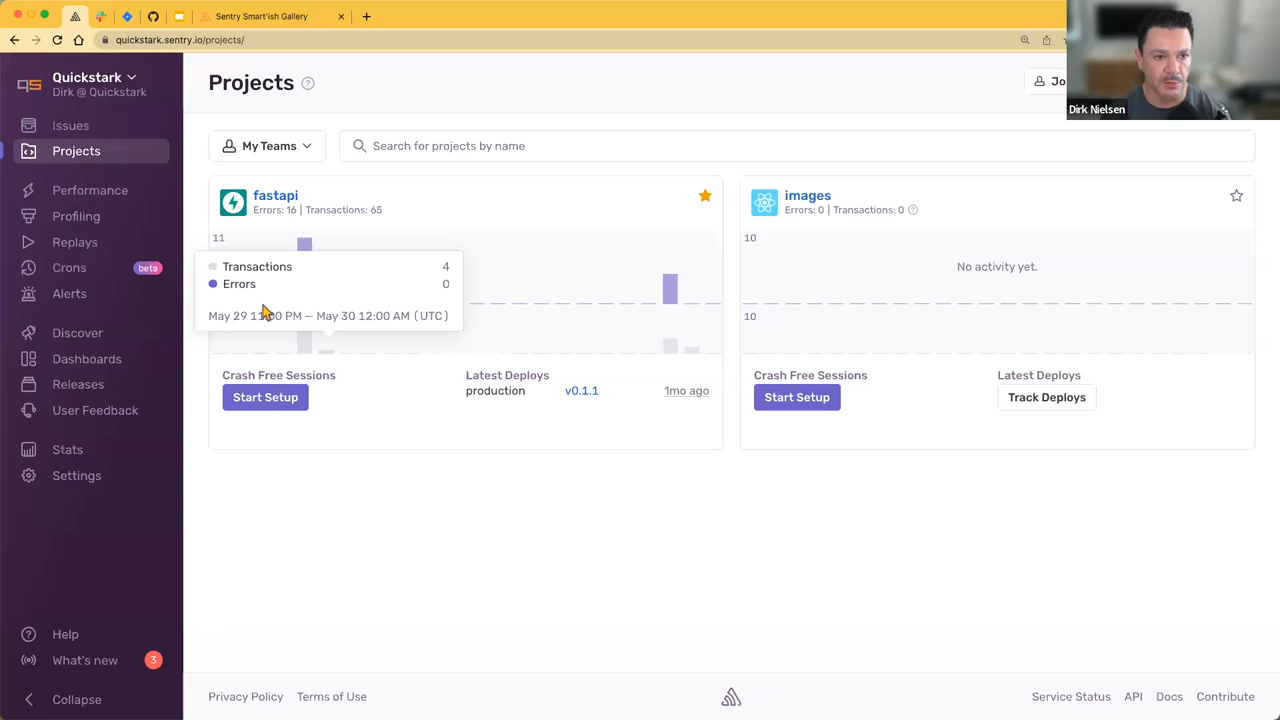 Sentry Smart'ish Gallery
quickstark.sentry.io/projects/
Dirk Nielsen
Quickstark
Dirk @ Quickstark
Issues
Projects
Performance
Profiling
Replays
Crons beta
Alerts
Discover
Dashboards
Releases
User Feedback
Stats
Settings
Help
What's new 3
Collapse
Projects
My Teams
Search for projects by name
fastapi
Errors: 16 | Transactions: 65
11
Transactions 4
Errors 0
PM — May 30 12:00 AM (UTC)
Crash Free Sessions
Start Setup
Latest Deploys
production v0.1.1 1mo ago
images
Errors: 0 | Transactions: 0
10
No activity yet.
10
Crash Free Sessions
Start Setup
Latest Deploys
Track Deploys
Privacy Policy Terms of Use
Service Status API Docs Contribute